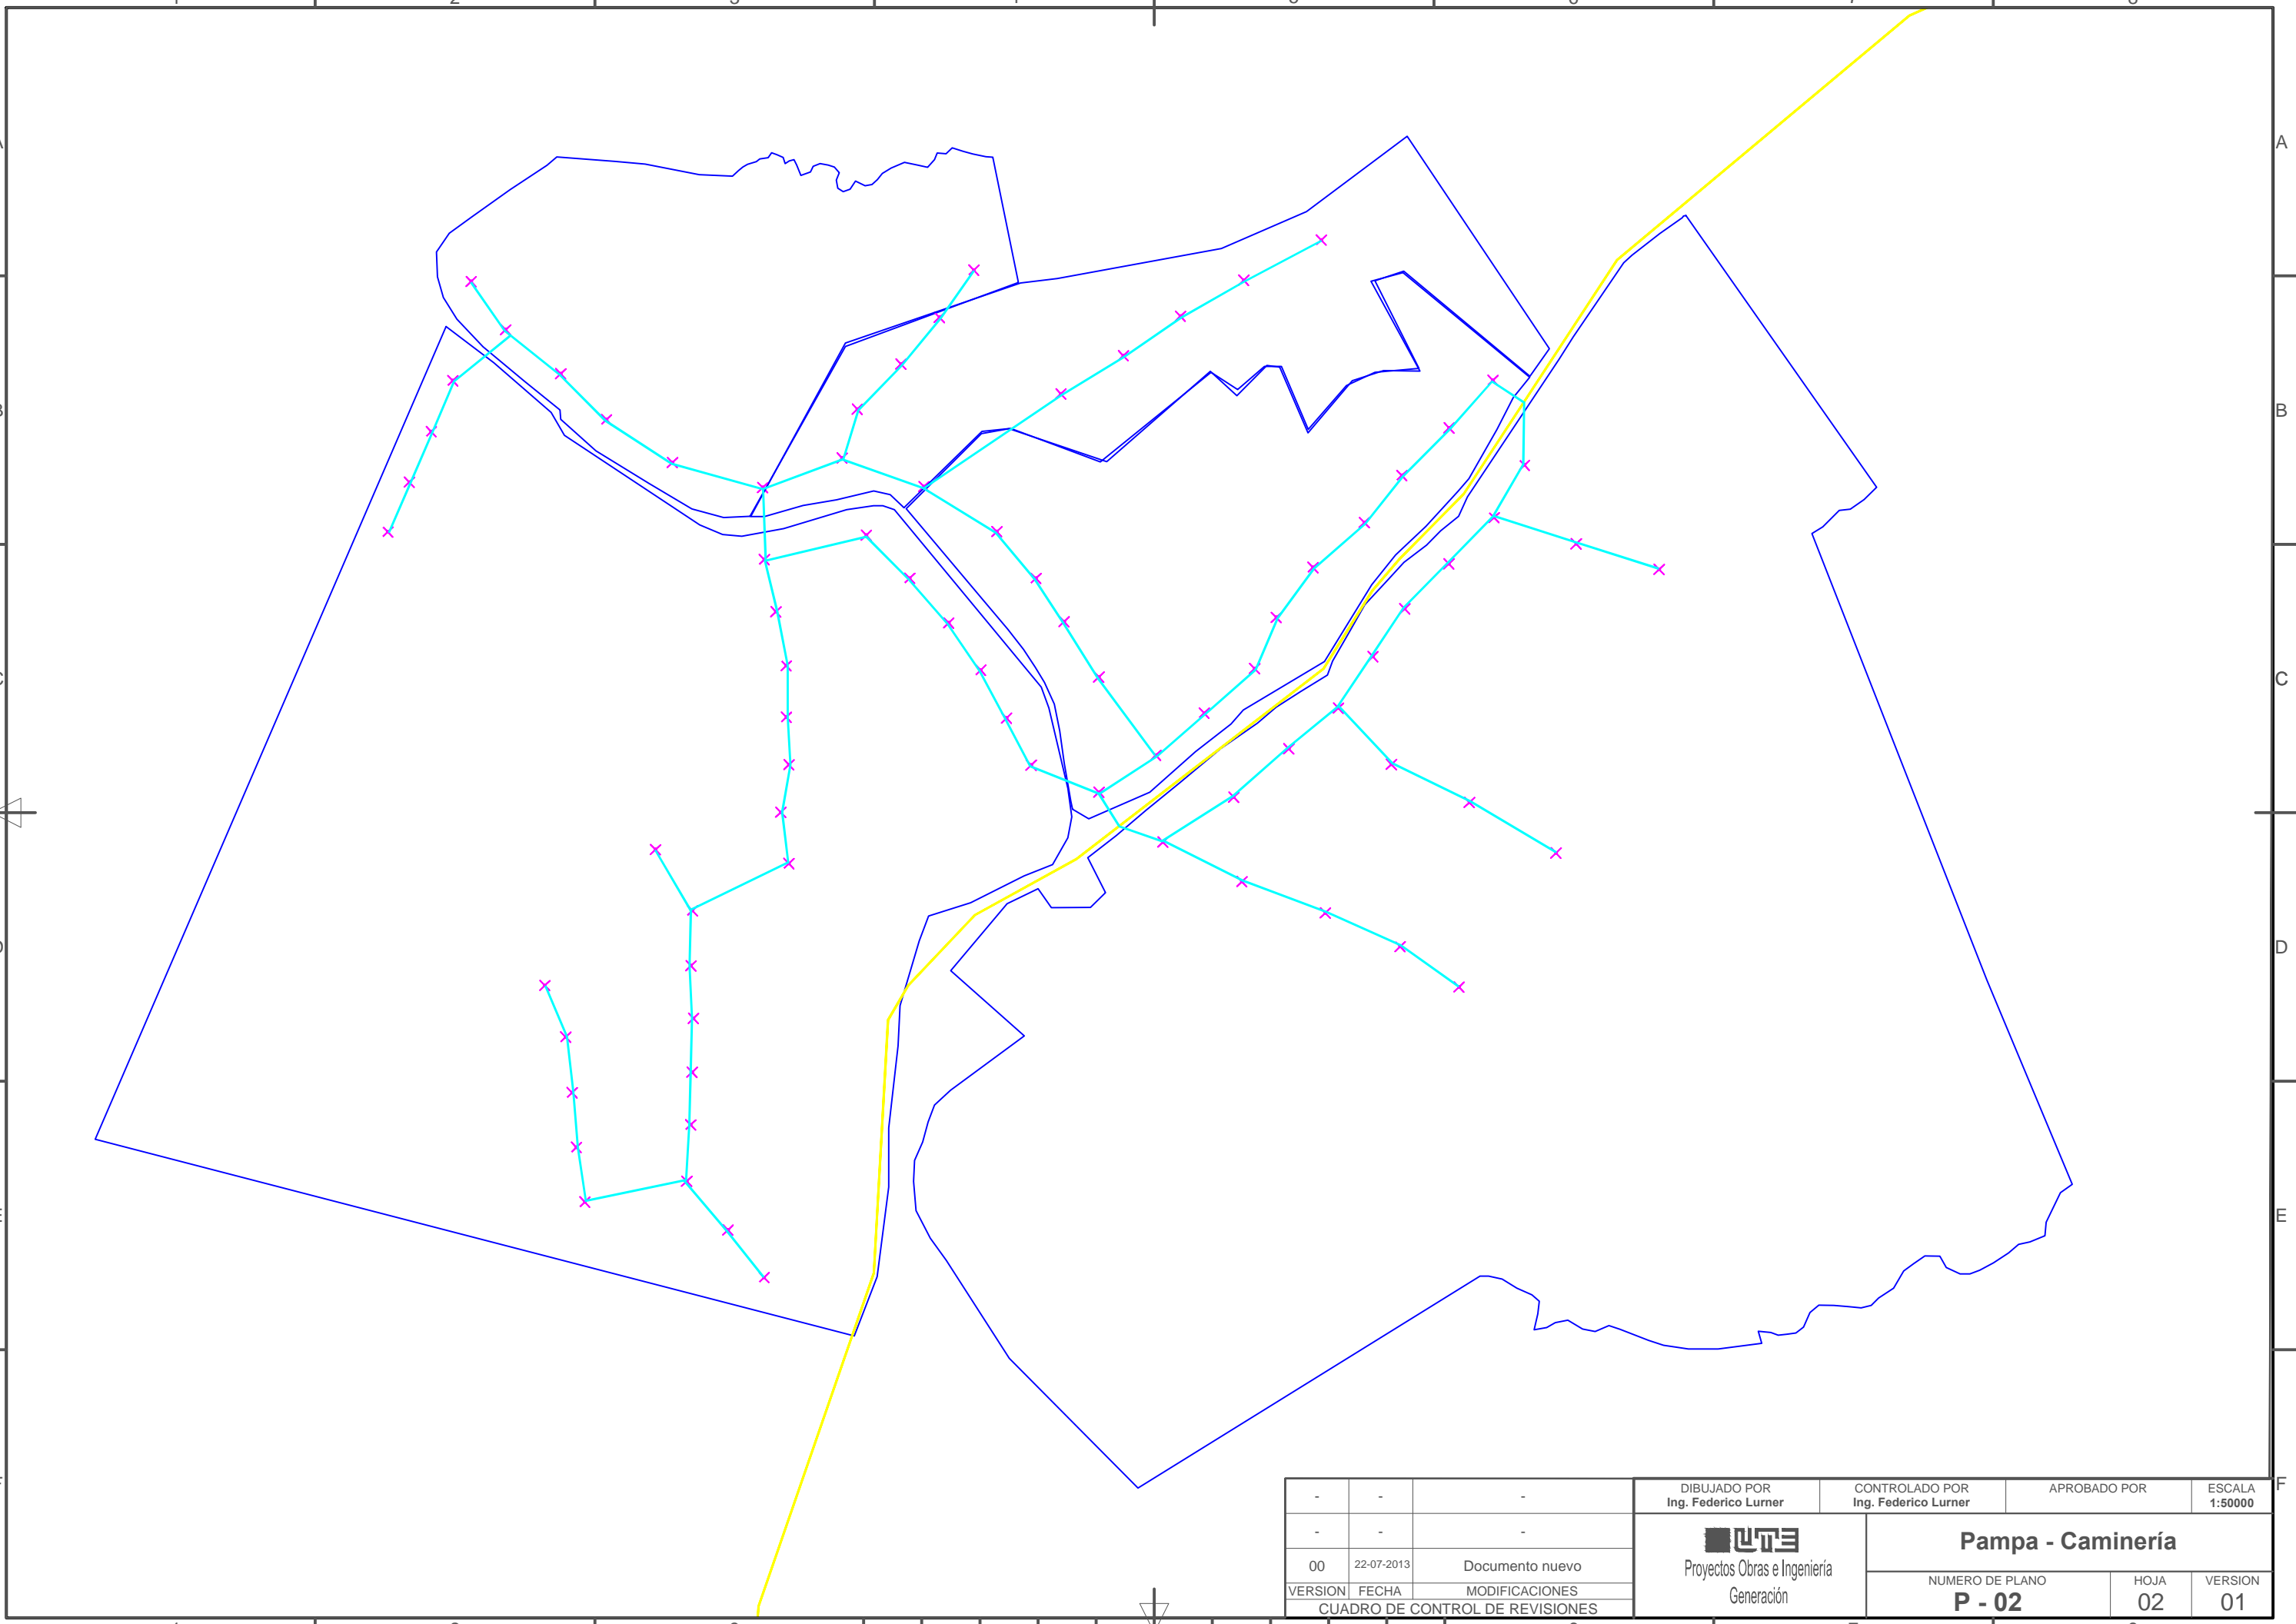 A
A
B
B
C
C
D
D
E
E
F
F
- - -
- - -
00 22-07-2013 Documento nuevo
VERSION FECHA MODIFICACIONES
CUADRO DE CONTROL DE REVISIONES
DIBUJADO POR
Ing. Federico Lurner
CONTROLADO POR
Ing. Federico Lurner
APROBADO POR
ESCALA
1:50000
UTE
Proyectos Obras e Ingeniería
Generación
Pampa - Caminería
NUMERO DE PLANO
P - 02
HOJA
02
VERSION
01